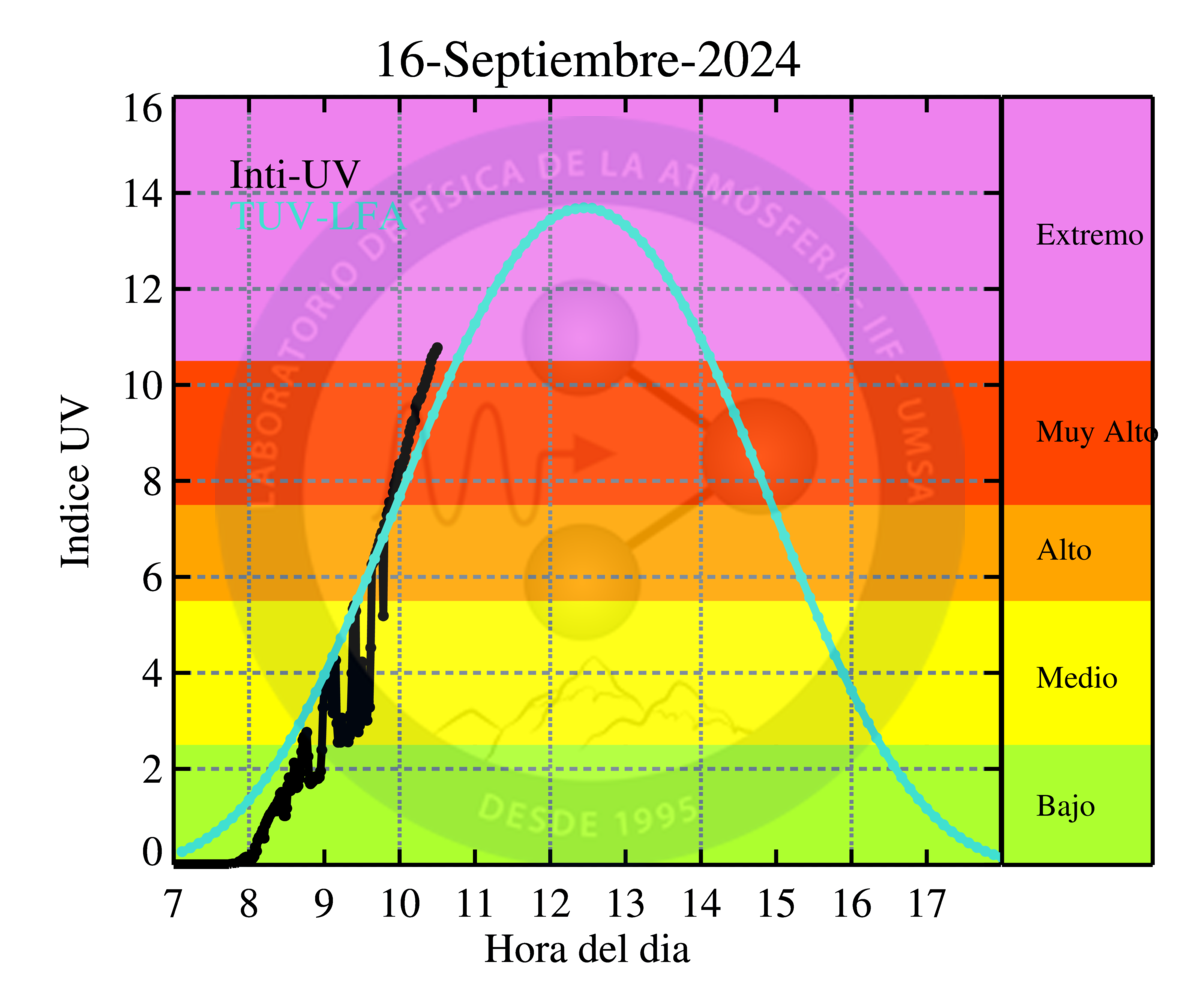 16-Septiembre-2024
16
14
12
10
8
6
4
2
0
Indice UV
Inti-UV
TUV-LFA
LABORATORIO DE FÍSICA DE LA ATMÓSFERA - IIF - UMSA
DESDE 1995
Extremo
Muy Alto
Alto
Medio
Bajo
7 8 9 10 11 12 13 14 15 16 17
Hora del dia